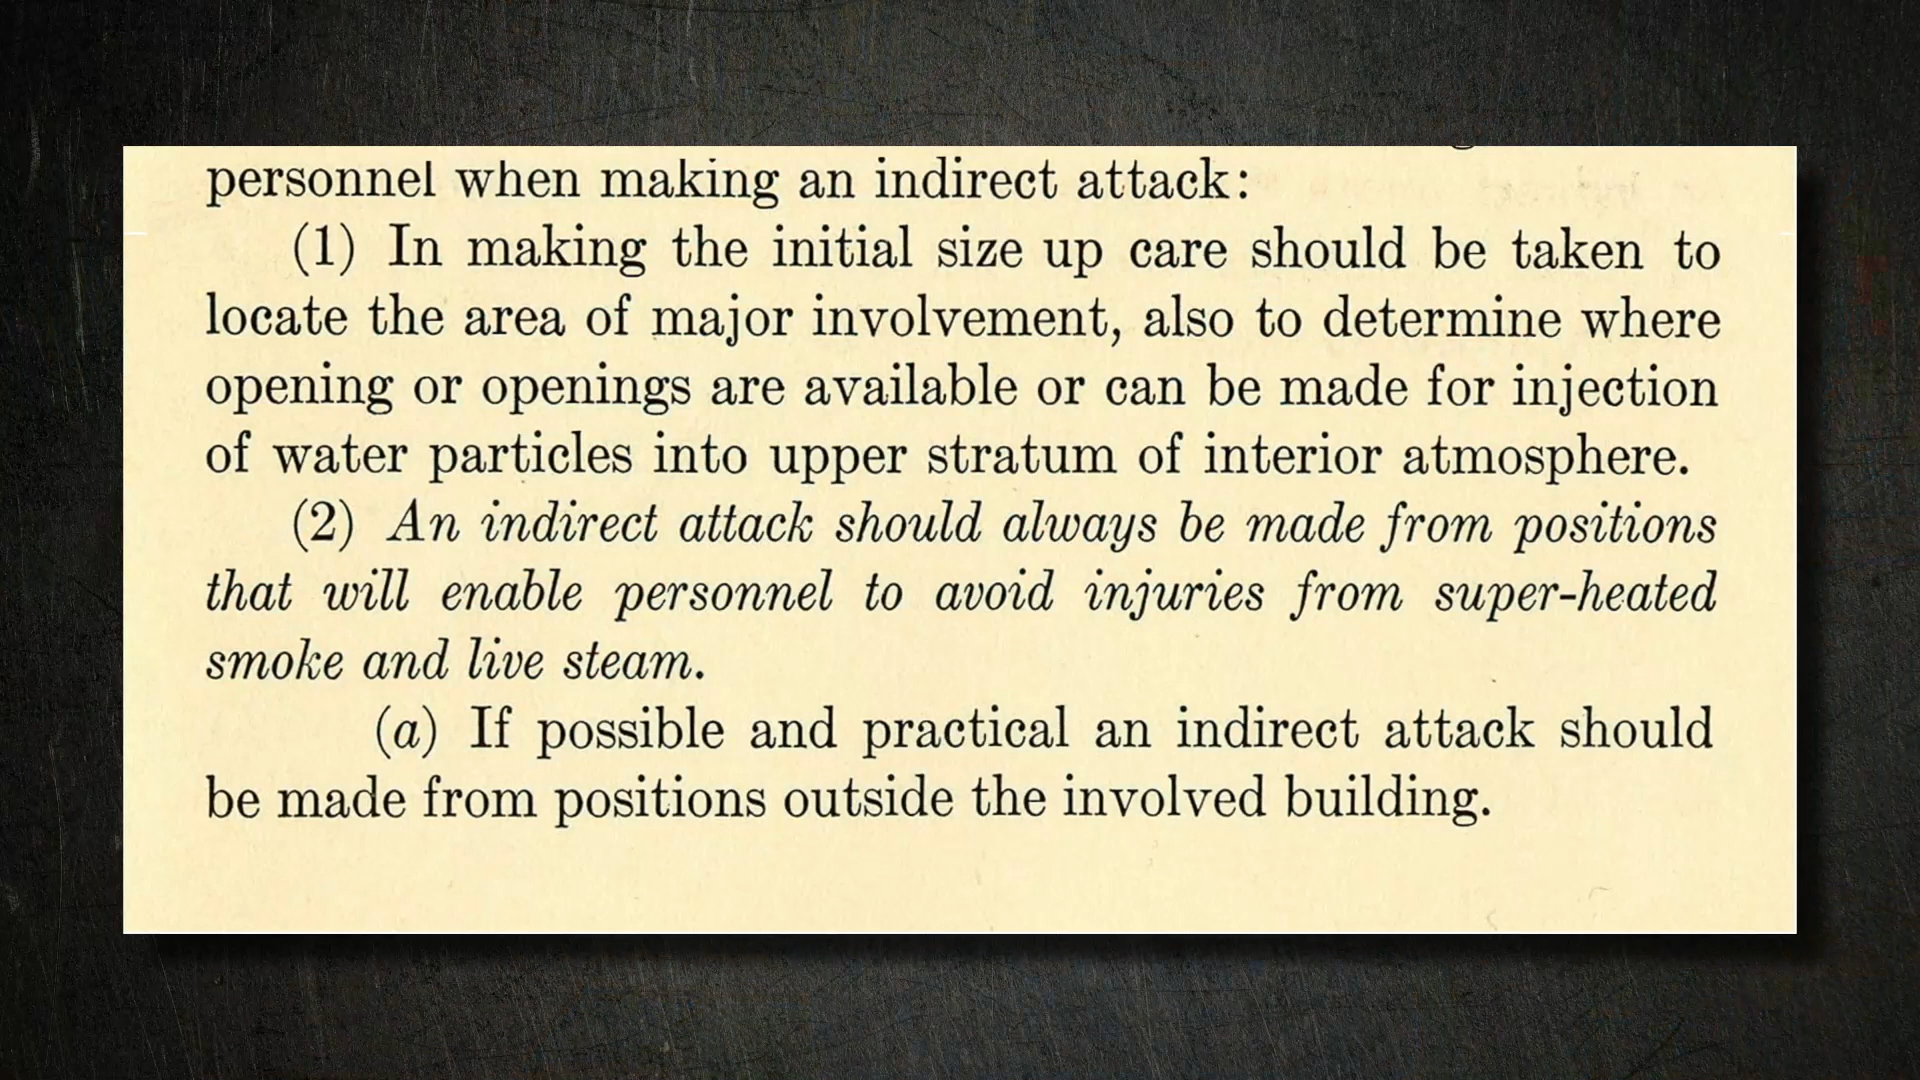 personnel when making an indirect attack:
(1) In making the initial size up care should be taken to
locate the area of major involvement, also to determine where
opening or openings are available or can be made for injection
of water particles into upper stratum of interior atmosphere.
(2) An indirect attack should always be made from positions
that will enable personnel to avoid injuries from super-heated
smoke and live steam.
(a) If possible and practical an indirect attack should
be made from positions outside the involved building.